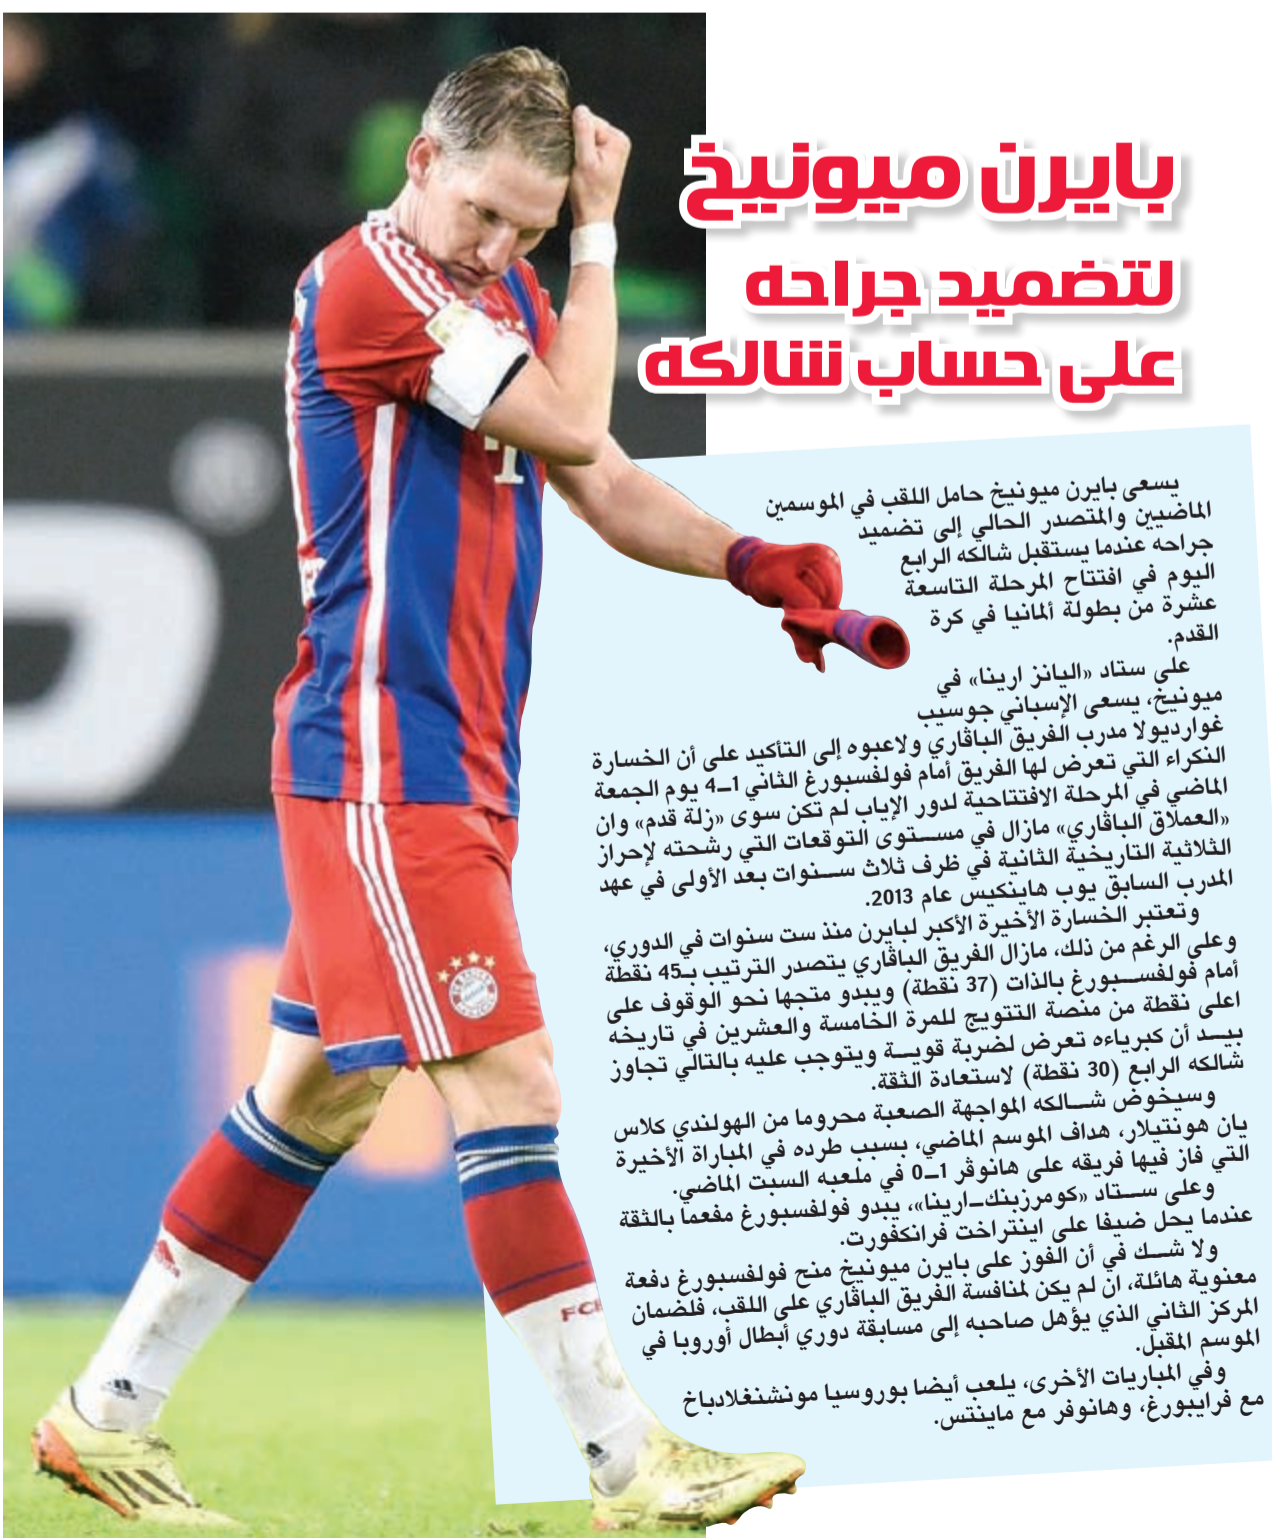 بايرن ميونيخ
لتضميد جراحه
على حساب شالكه
يسعى بايرن ميونيخ حامل اللقب في الموسمين
الماضيين والمتصدر الحالي إلى تضميد
جراحه عندما يستقبل شالكه الرابع
اليوم في افتتاح المرحلة التاسعة
عشرة من بطولة ألمانيا في كرة
القدم.
على ستاد «اليانز ارينا» في
ميونيخ، يسعى الإسباني جوسيب
غوارديولا مدرب الفريق الباڤاري ولاعبوه إلى التأكيد على أن الخسارة
النكراء التي تعرض لها الفريق أمام فولفسبورغ الثاني 1ـ4 يوم الجمعة
الماضي في المرحلة الافتتاحية لدور الإياب لم تكن سوى «زلة قدم» وان
«العملاق الباڤاري» مازال في مستوى التوقعات التي رشحته لإحراز
الثلاثية التاريخية الثانية في ظرف ثلاث سنوات بعد الأولى في عهد
المدرب السابق يوب هاينكيس عام 2013.
وتعتبر الخسارة الأخيرة الأكبر لبايرن منذ ست سنوات في الدوري،
وعلى الرغم من ذلك، مازال الفريق الباڤاري يتصدر الترتيب بـ45 نقطة
أمام فولفسبورغ بالذات (37 نقطة) ويبدو متجها نحو الوقوف على
اعلى نقطة من منصة التتويج للمرة الخامسة والعشرين في تاريخه
بيد أن كبرياءه تعرض لضربة قوية ويتوجب عليه بالتالي تجاوز
شالكه الرابع (30 نقطة) لاستعادة الثقة.
وسيخوض شالكه المواجهة الصعبة محروما من الهولندي كلاس
يان هونتيلار، هداف الموسم الماضي، بسبب طرده في المباراة الأخيرة
التي فاز فيها فريقه على هانوڤر 1ـ0 في ملعبه السبت الماضي.
وعلى ستاد «كومرزبنك-ارينا»، يبدو فولفسبورغ مفعما بالثقة
عندما يحل ضيفا على اينتراخت فرانكفورت.
ولا شك في أن الفوز على بايرن ميونيخ منح فولفسبورغ دفعة
معنوية هائلة، ان لم يكن لمنافسة الفريق الباڤاري على اللقب، فلضمان
المركز الثاني الذي يؤهل صاحبه إلى مسابقة دوري أبطال أوروبا في
الموسم المقبل.
وفي المباريات الأخرى، يلعب أيضا بوروسيا مونشنغلادباخ
مع فرايبورغ، وهانوفر مع ماينتس.